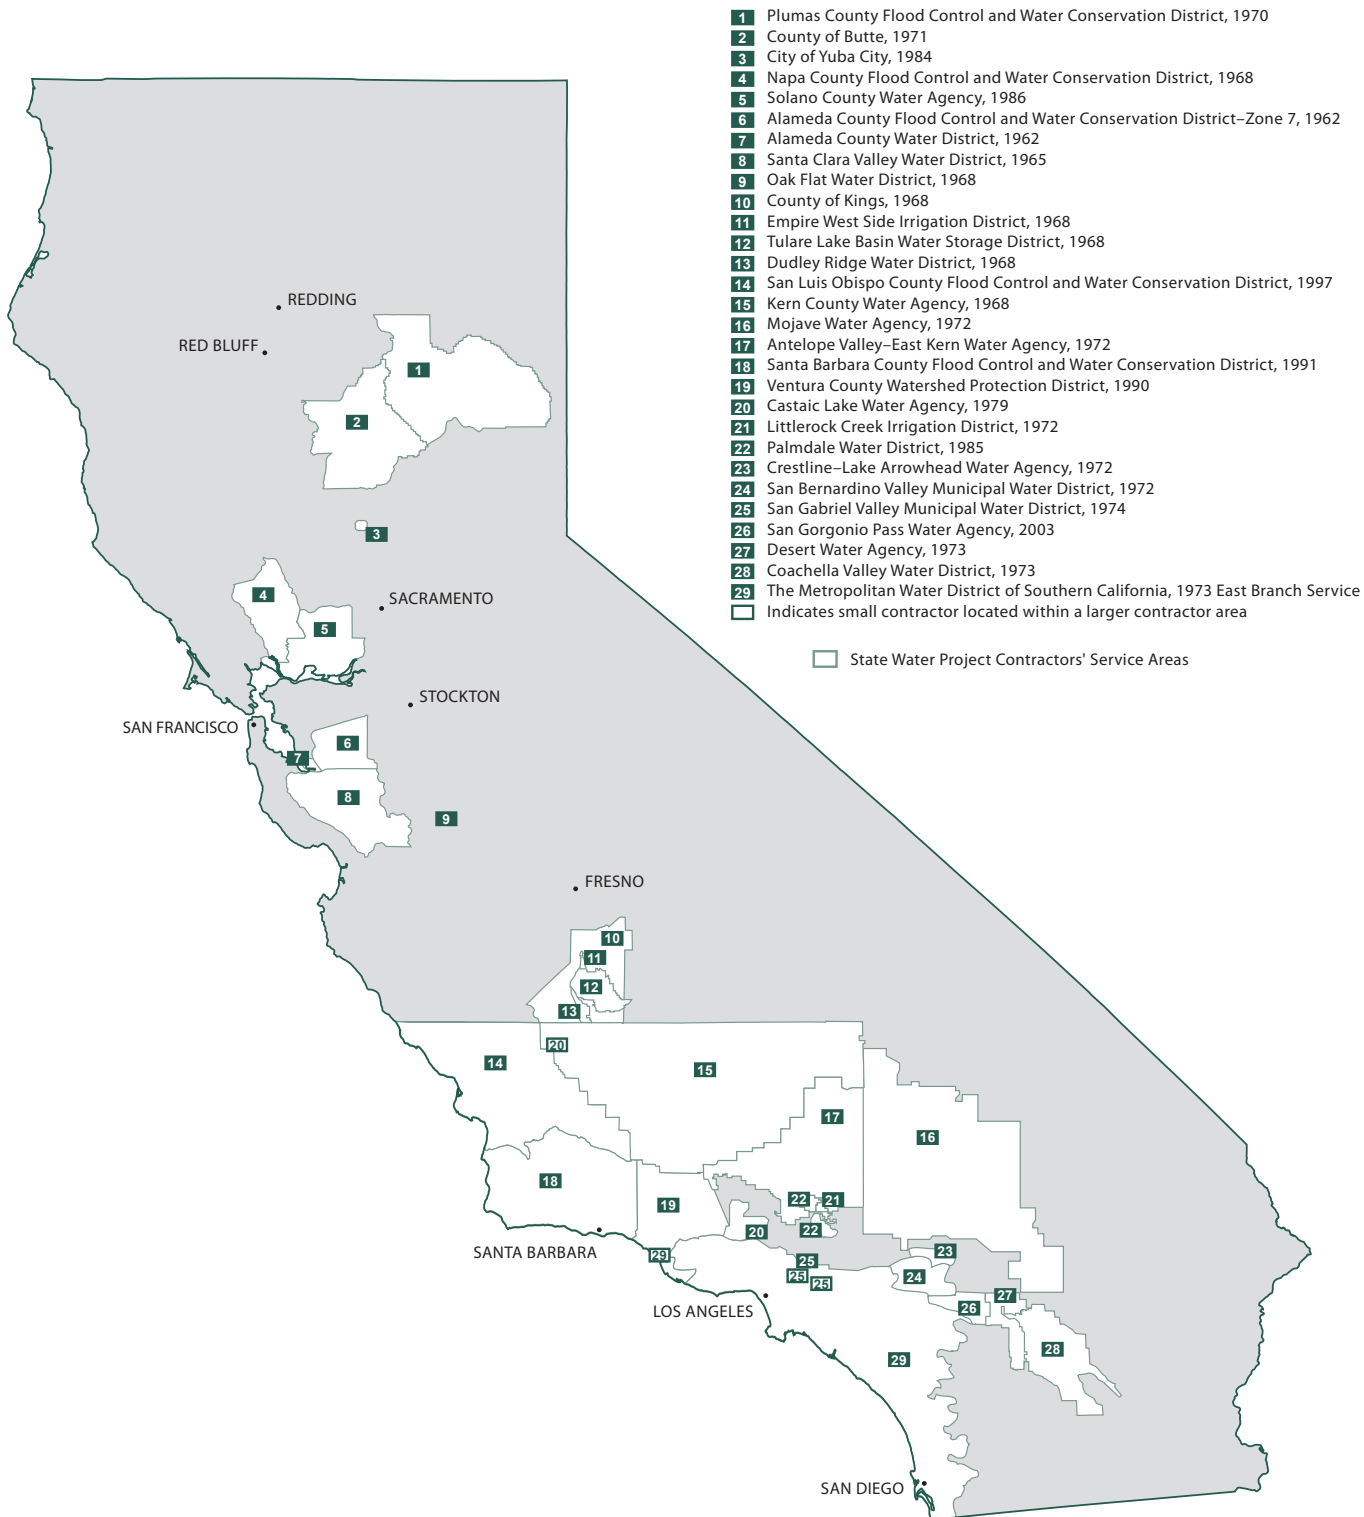 1 Plumas County Flood Control and Water Conservation District, 1970
2 County of Butte, 1971
3 City of Yuba City, 1984
4 Napa County Flood Control and Water Conservation District, 1968
5 Solano County Water Agency, 1986
6 Alameda County Flood Control and Water Conservation District–Zone 7, 1962
7 Alameda County Water District, 1962
8 Santa Clara Valley Water District, 1965
9 Oak Flat Water District, 1968
10 County of Kings, 1968
11 Empire West Side Irrigation District, 1968
12 Tulare Lake Basin Water Storage District, 1968
13 Dudley Ridge Water District, 1968
14 San Luis Obispo County Flood Control and Water Conservation District, 1997
15 Kern County Water Agency, 1968
16 Mojave Water Agency, 1972
17 Antelope Valley–East Kern Water Agency, 1972
18 Santa Barbara County Flood Control and Water Conservation District, 1991
19 Ventura County Watershed Protection District, 1990
20 Castaic Lake Water Agency, 1979
21 Littlerock Creek Irrigation District, 1972
22 Palmdale Water District, 1985
23 Crestline–Lake Arrowhead Water Agency, 1972
24 San Bernardino Valley Municipal Water District, 1972
25 San Gabriel Valley Municipal Water District, 1974
26 San Gorgonio Pass Water Agency, 2003
27 Desert Water Agency, 1973
28 Coachella Valley Water District, 1973
29 The Metropolitan Water District of Southern California, 1973 East Branch Service
Indicates small contractor located within a larger contractor area
State Water Project Contractors' Service Areas
REDDING
RED BLUFF
1
2
3
4
SACRAMENTO
5
STOCKTON
SAN FRANCISCO
6
7
8
9
FRESNO
10
11
12
13
20
14
15
17
16
18
22
21
19
22
20
SANTA BARBARA
29
23
25
25
25
24
27
LOS ANGELES
26
28
29
SAN DIEGO